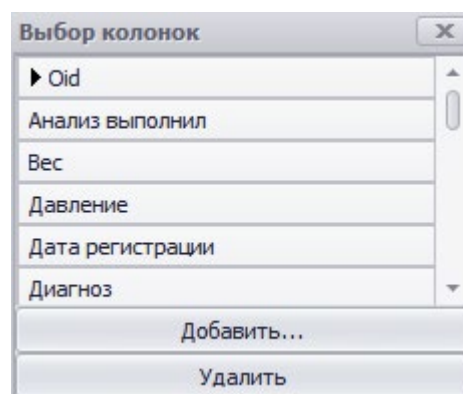 Выбор колонок
Oid
Анализ выполнил
Вес
Давление
Дата регистрации
Диагноз
Добавить...
Удалить